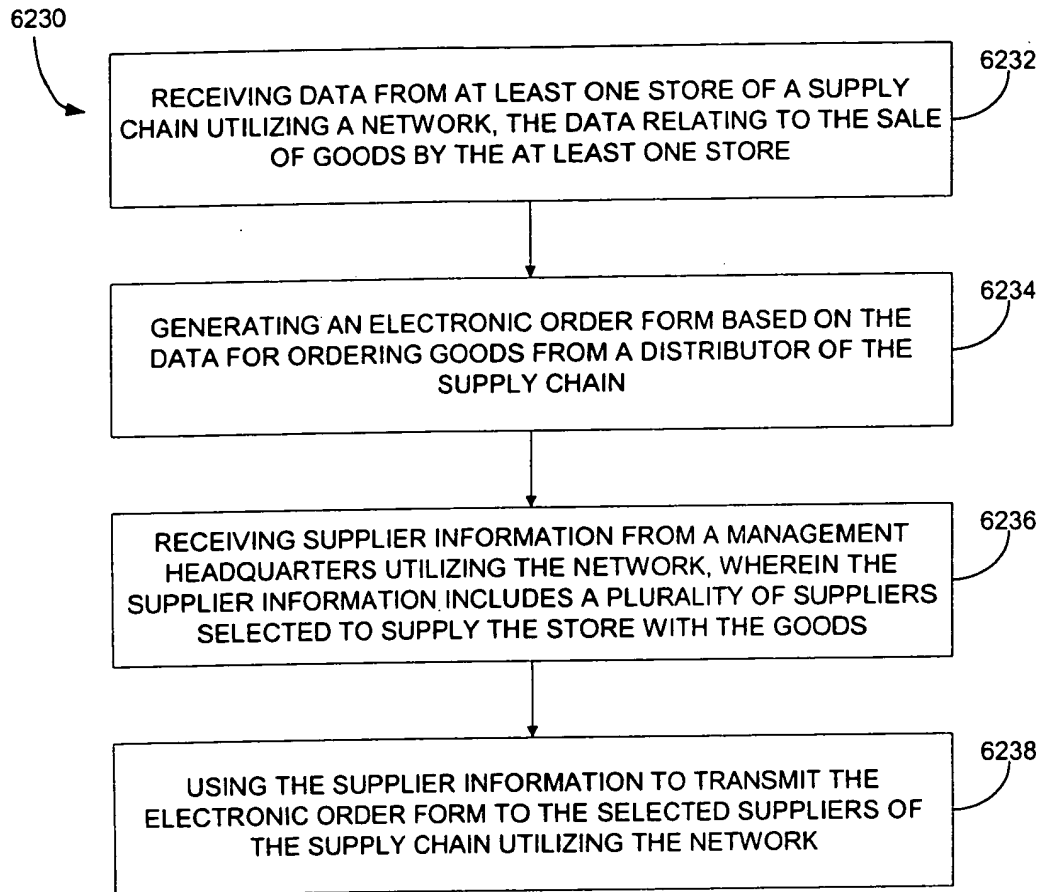 6230
6232
RECEIVING DATA FROM AT LEAST ONE STORE OF A SUPPLY
CHAIN UTILIZING A NETWORK, THE DATA RELATING TO THE SALE
OF GOODS BY THE AT LEAST ONE STORE
6234
GENERATING AN ELECTRONIC ORDER FORM BASED ON THE
DATA FOR ORDERING GOODS FROM A DISTRIBUTOR OF THE
SUPPLY CHAIN
6236
RECEIVING SUPPLIER INFORMATION FROM A MANAGEMENT
HEADQUARTERS UTILIZING THE NETWORK, WHEREIN THE
SUPPLIER INFORMATION INCLUDES A PLURALITY OF SUPPLIERS
SELECTED TO SUPPLY THE STORE WITH THE GOODS
6238
USING THE SUPPLIER INFORMATION TO TRANSMIT THE
ELECTRONIC ORDER FORM TO THE SELECTED SUPPLIERS OF
THE SUPPLY CHAIN UTILIZING THE NETWORK